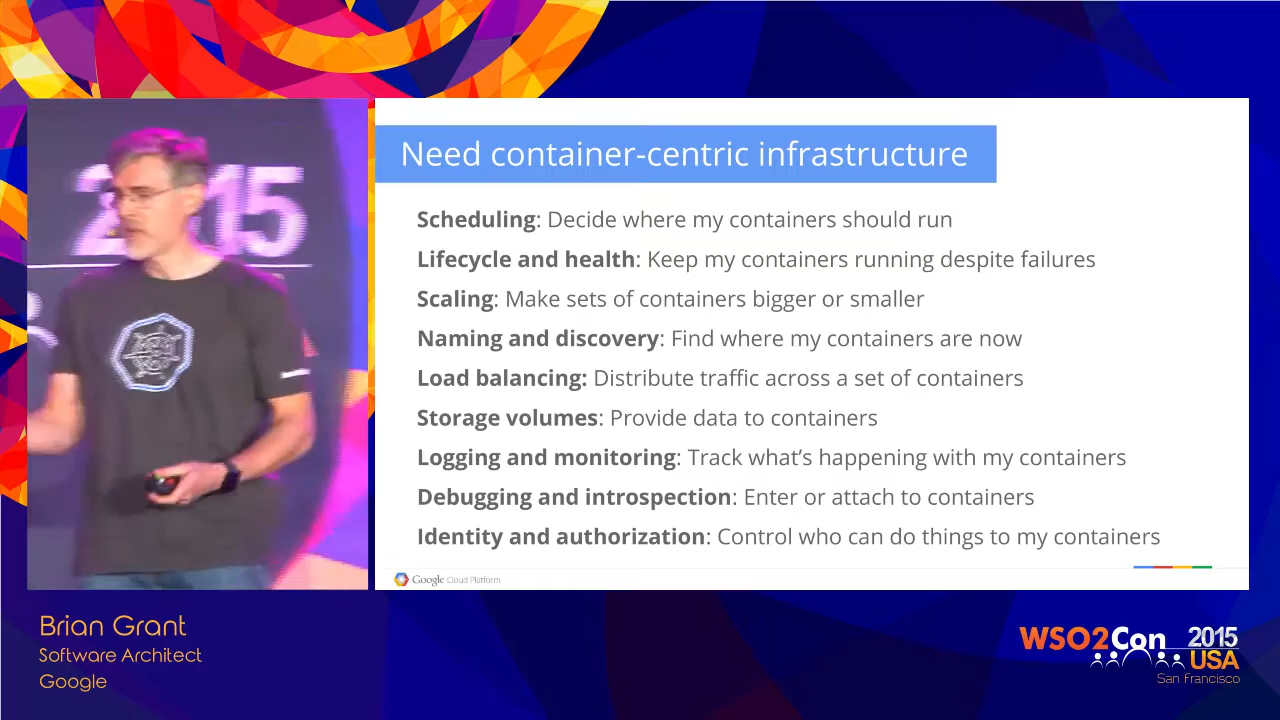 2015
Need container-centric infrastructure
Scheduling: Decide where my containers should run
Lifecycle and health: Keep my containers running despite failures
Scaling: Make sets of containers bigger or smaller
Naming and discovery: Find where my containers are now
Load balancing: Distribute traffic across a set of containers
Storage volumes: Provide data to containers
Logging and monitoring: Track what’s happening with my containers
Debugging and introspection: Enter or attach to containers
Identity and authorization: Control who can do things to my containers
Google Cloud Platform
Brian Grant
Software Architect
Google
WSO2Con 2015
USA
San Francisco